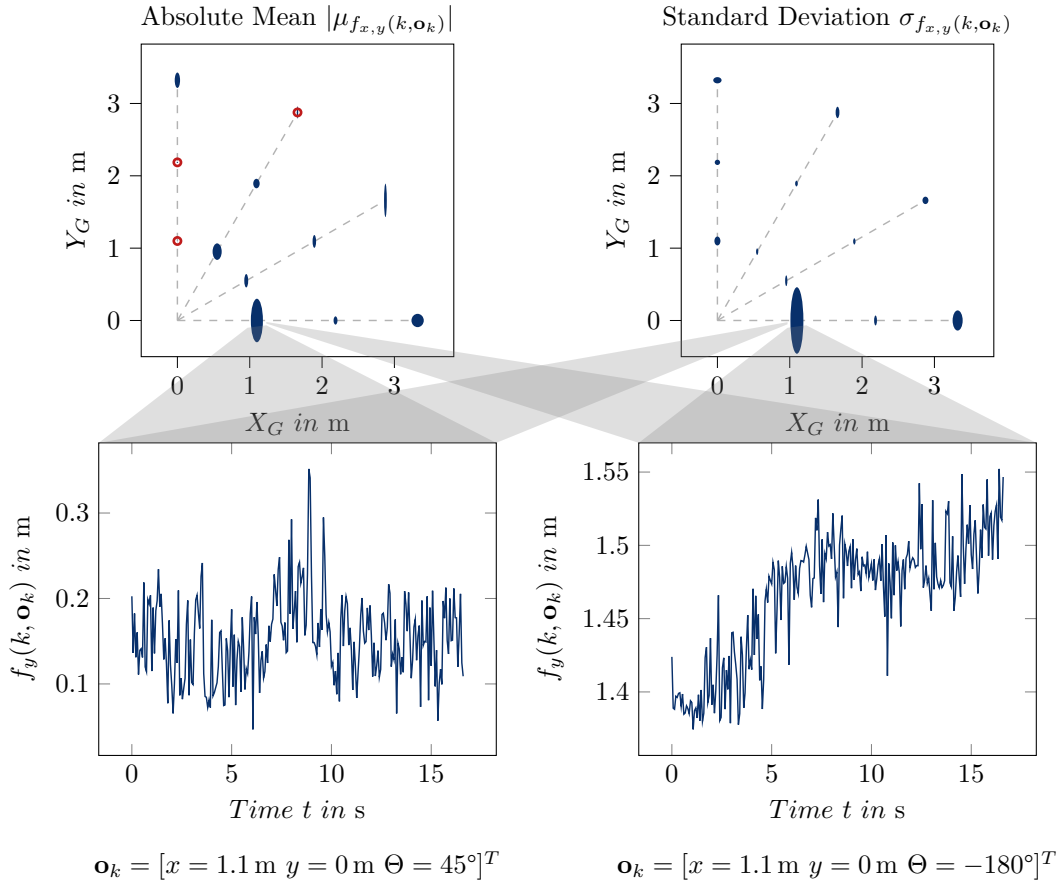 Absolute Mean |μ_{f_{x,y}(k,𝐨_k)}|
Standard Deviation σ_{f_{x,y}(k,𝐨_k)}
Y_G in m
3
2
1
0
0 1 2 3
X_G in m
Y_G in m
3
2
1
0
0 1 2 3
X_G in m
f_y(k, 𝐨_k) in m
0.3
0.2
0.1
0 5 10 15
Time t in s
f_y(k, 𝐨_k) in m
1.55
1.5
1.45
1.4
0 5 10 15
Time t in s
𝐨_k = [x = 1.1 m y = 0 m Θ = 45°]^T
𝐨_k = [x = 1.1 m y = 0 m Θ = −180°]^T